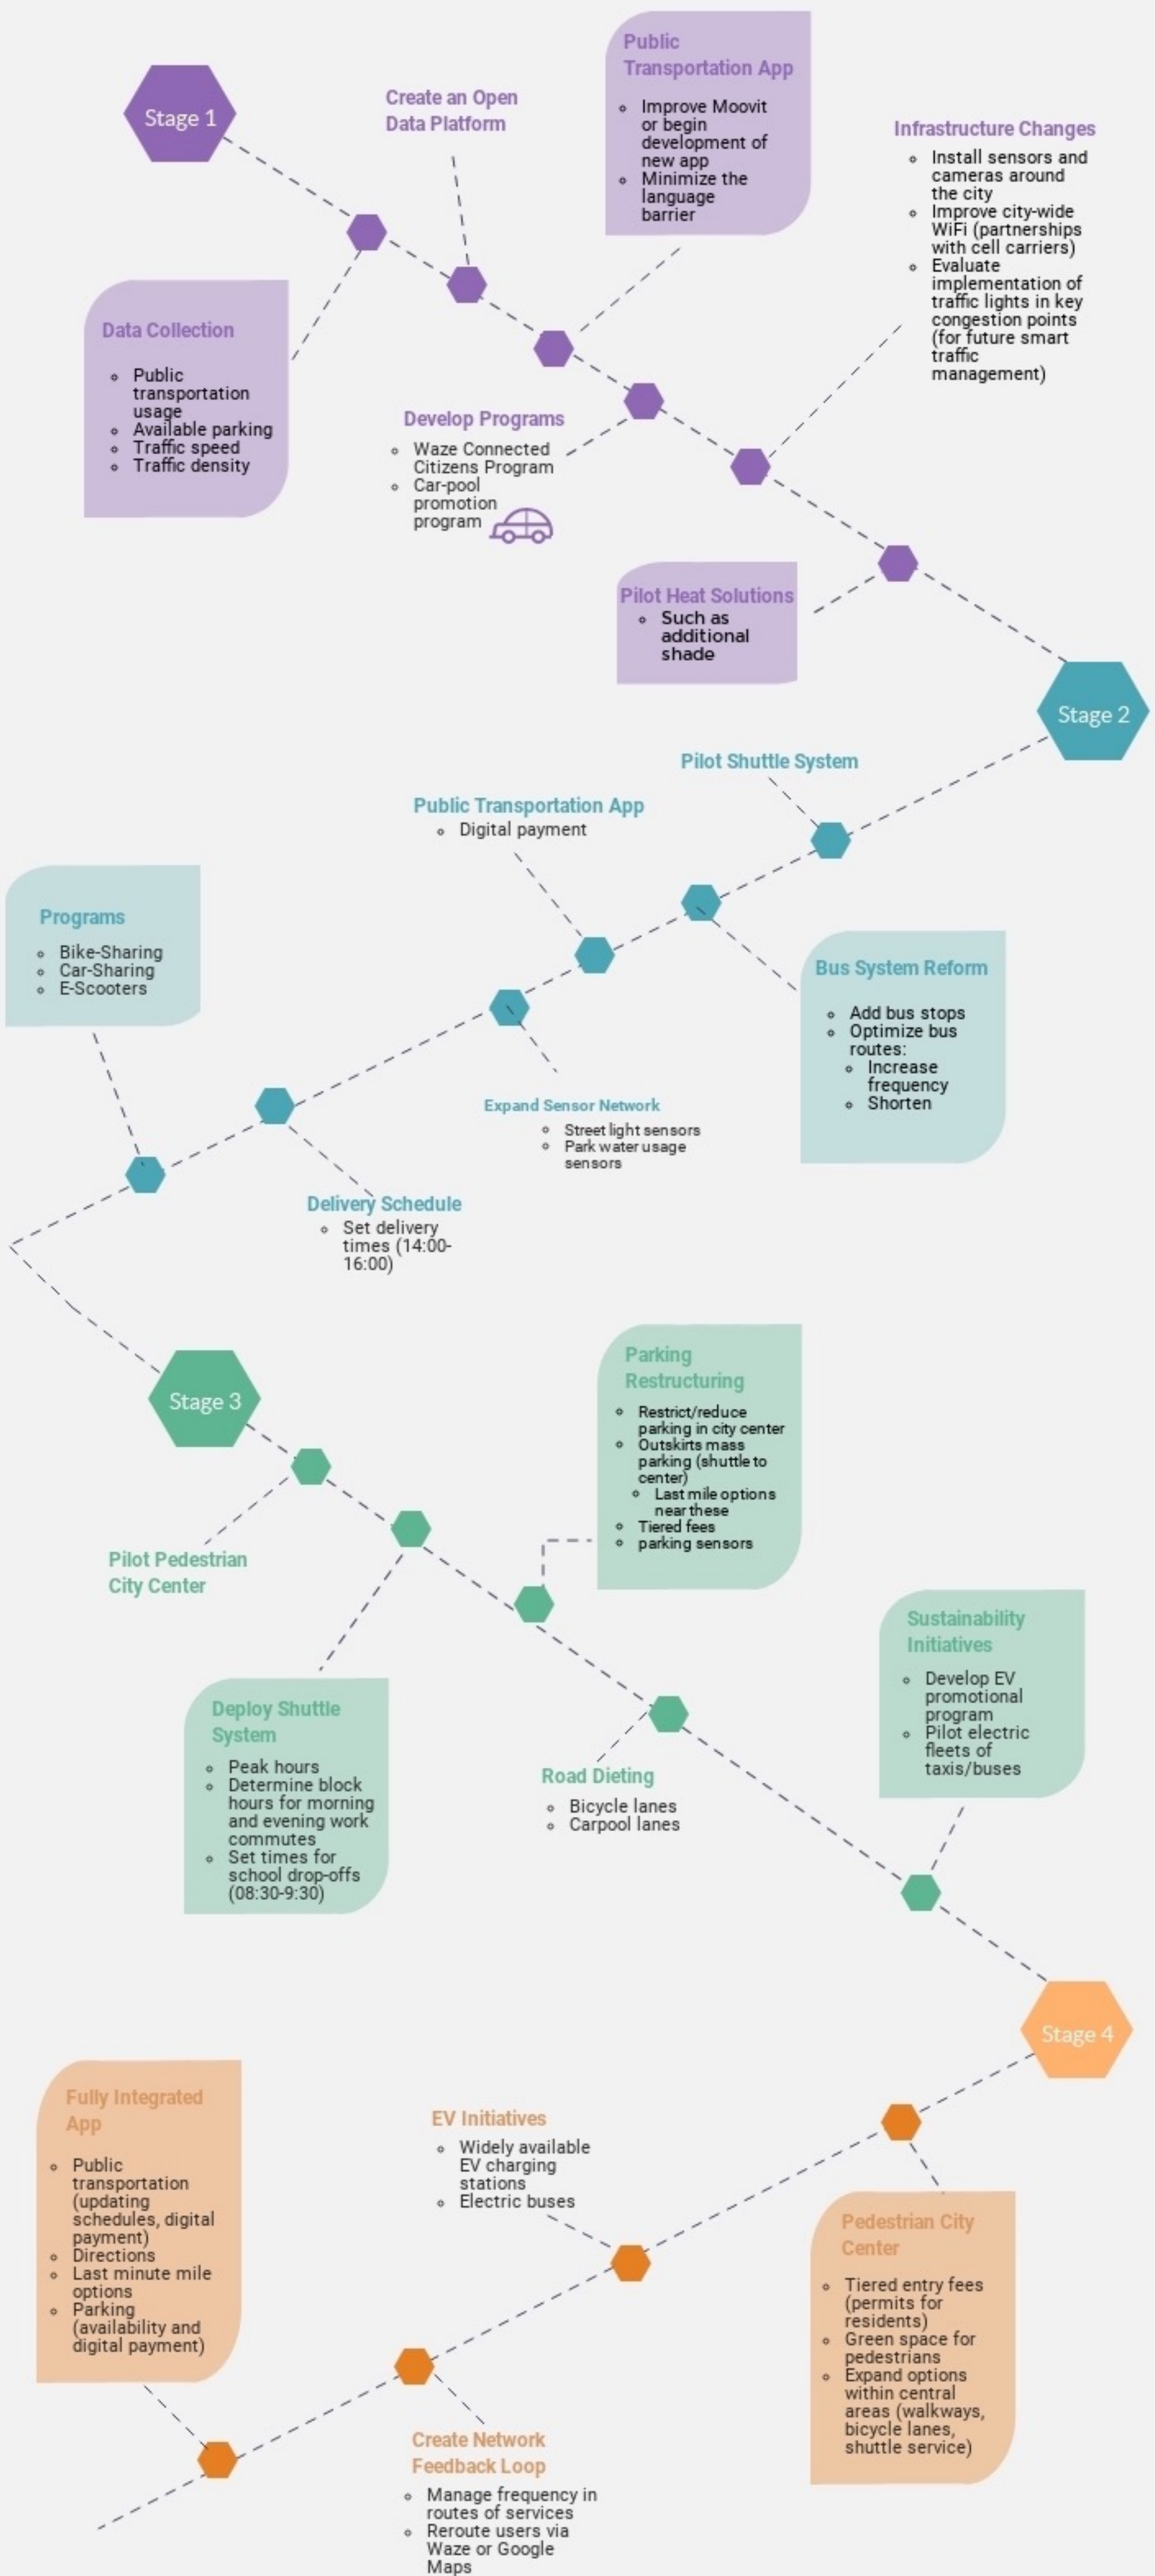 Stage 1
Create an Open
Data Platform
Public
Transportation App
Improve Moovit
or begin
development of
new app
Minimize the
language
barrier
Infrastructure Changes
Install sensors and
cameras around
the city
Improve city-wide
WiFi (partnerships
with cell carriers)
Evaluate
implementation of
traffic lights in key
congestion points
(for future smart
traffic
management)
Data Collection
Public
transportation
usage
Available parking
Traffic speed
Traffic density
Develop Programs
Waze Connected
Citizens Program
Car-pool
promotion
program
Pilot Heat Solutions
Such as
additional
shade
Stage 2
Pilot Shuttle System
Public Transportation App
Digital payment
Programs
Bike-Sharing
Car-Sharing
E-Scooters
Bus System Reform
Add bus stops
Optimize bus
routes:
Increase
frequency
Shorten
Expand Sensor Network
Street light sensors
Park water usage
sensors
Delivery Schedule
Set delivery
times (14:00-
16:00)
Stage 3
Parking
Restructuring
Restrict/reduce
parking in city center
Outskirts mass
parking (shuttle to
center)
Last mile options
near these
Tiered fees
parking sensors
Pilot Pedestrian
City Center
Sustainability
Initiatives
Develop EV
promotional
program
Pilot electric
fleets of
taxis/buses
Deploy Shuttle
System
Peak hours
Determine block
hours for morning
and evening work
commutes
Set times for
school drop-offs
(08:30-9:30)
Road Dieting
Bicycle lanes
Carpool lanes
Stage 4
Fully Integrated
App
Public
transportation
(updating
schedules, digital
payment)
Directions
Last minute mile
options
Parking
(availability and
digital payment)
EV Initiatives
Widely available
EV charging
stations
Electric buses
Pedestrian City
Center
Tiered entry fees
(permits for
residents)
Green space for
pedestrians
Expand options
within central
areas (walkways,
bicycle lanes,
shuttle service)
Create Network
Feedback Loop
Manage frequency in
routes of services
Reroute users via
Waze or Google
Maps